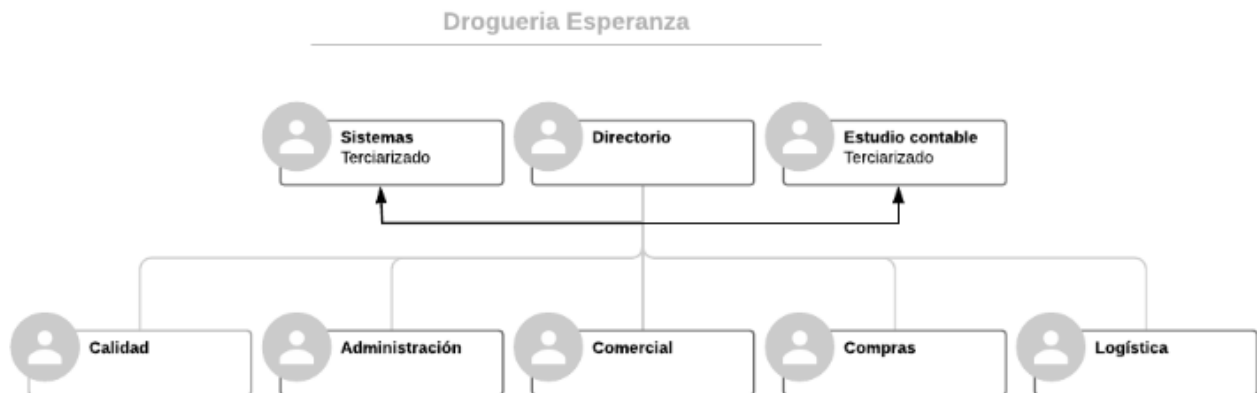 Drogueria Esperanza
Sistemas
Terciarizado
Directorio
Estudio contable
Terciarizado
Calidad
Administración
Comercial
Compras
Logística